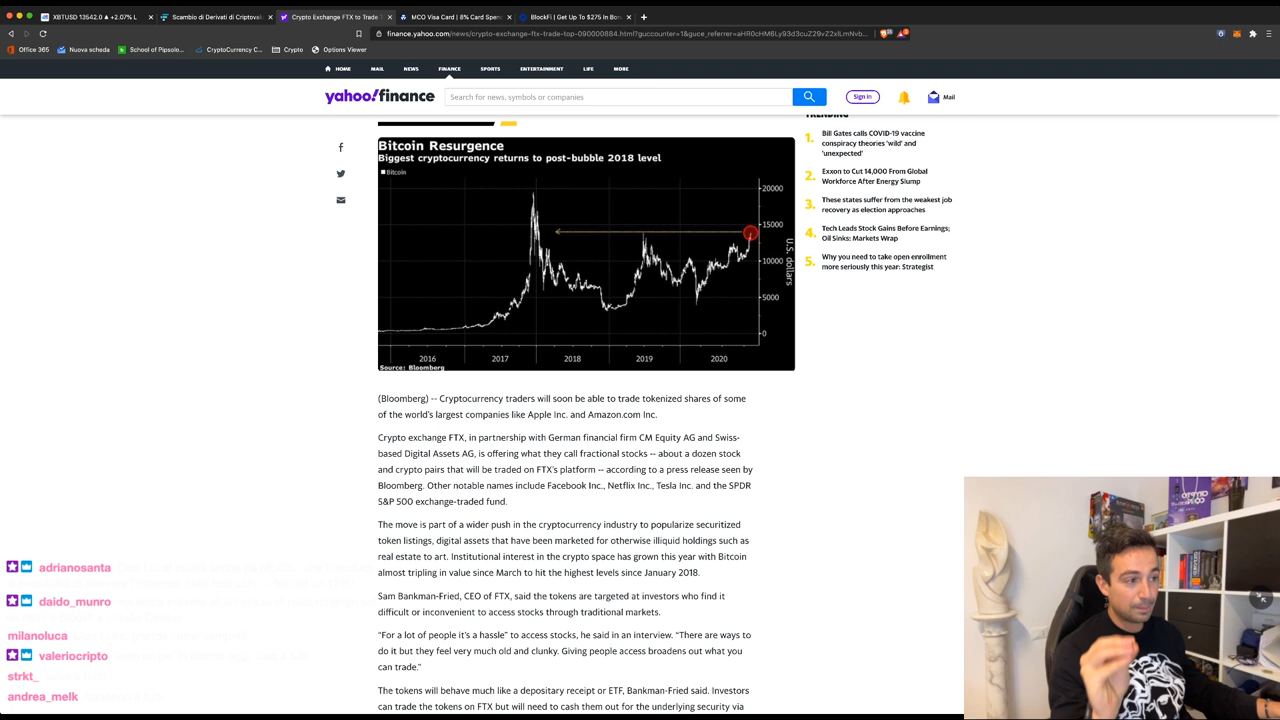 XBTUSD 13542.0 ▲ +2.07% L
Scambio di Derivati di Criptovalu
Crypto Exchange FTX to Trade T
MCO Visa Card | 8% Card Spend
BlockFi | Get Up To $275 In Bon
finance.yahoo.com/news/crypto-exchange-ftx-trade-top-090000884.html?guccounter=1&guce_referrer=
Office 365
Nuova scheda
School of Pipsolo...
CryptoCurrency C...
Crypto
Options Viewer
HOME MAIL NEWS FINANCE SPORTS ENTERTAINMENT LIFE MORE
yahoo!finance
Search for news, symbols or companies
Sign in
Mail
TRENDING
1. Bill Gates calls COVID-19 vaccine
conspiracy theories 'wild' and
'unexpected'
2. Exxon to Cut 14,000 From Global
Workforce After Energy Slump
3. These states suffer from the weakest job
recovery as election approaches
4. Tech Leads Stock Gains Before Earnings;
Oil Sinks: Markets Wrap
5. Why you need to take open enrollment
more seriously this year: Strategist
Bitcoin Resurgence
Biggest cryptocurrency returns to post-bubble 2018 level
Bitcoin
20000
15000
10000
5000
0
U.S. dollars
2016 2017 2018 2019 2020
Source: Bloomberg
(Bloomberg) -- Cryptocurrency traders will soon be able to trade tokenized shares of some
of the world's largest companies like Apple Inc. and Amazon.com Inc.
Crypto exchange FTX, in partnership with German financial firm CM Equity AG and Swiss-
based Digital Assets AG, is offering what they call fractional stocks -- about a dozen stock
and crypto pairs that will be traded on FTX's platform -- according to a press release seen by
Bloomberg. Other notable names include Facebook Inc., Netflix Inc., Tesla Inc. and the SPDR
S&P 500 exchange-traded fund.
The move is part of a wider push in the cryptocurrency industry to popularize securitized
token listings, digital assets that have been marketed for otherwise illiquid holdings such as
real estate to art. Institutional interest in the crypto space has grown this year with Bitcoin
almost tripling in value since March to hit the highest levels since January 2018.
Sam Bankman-Fried, CEO of FTX, said the tokens are targeted at investors who find it
difficult or inconvenient to access stocks through traditional markets.
"For a lot of people it's a hassle" to access stocks, he said in an interview. "There are ways to
do it but they feel very much old and clunky. Giving people access broadens out what you
can trade."
The tokens will behave much like a depositary receipt or ETF, Bankman-Fried said. Investors
can trade the tokens on FTX but will need to cash them out for the underlying security via
adrianosanta
daido_munro
milanoluca
valeriocripto
strkt_
andrea_melk